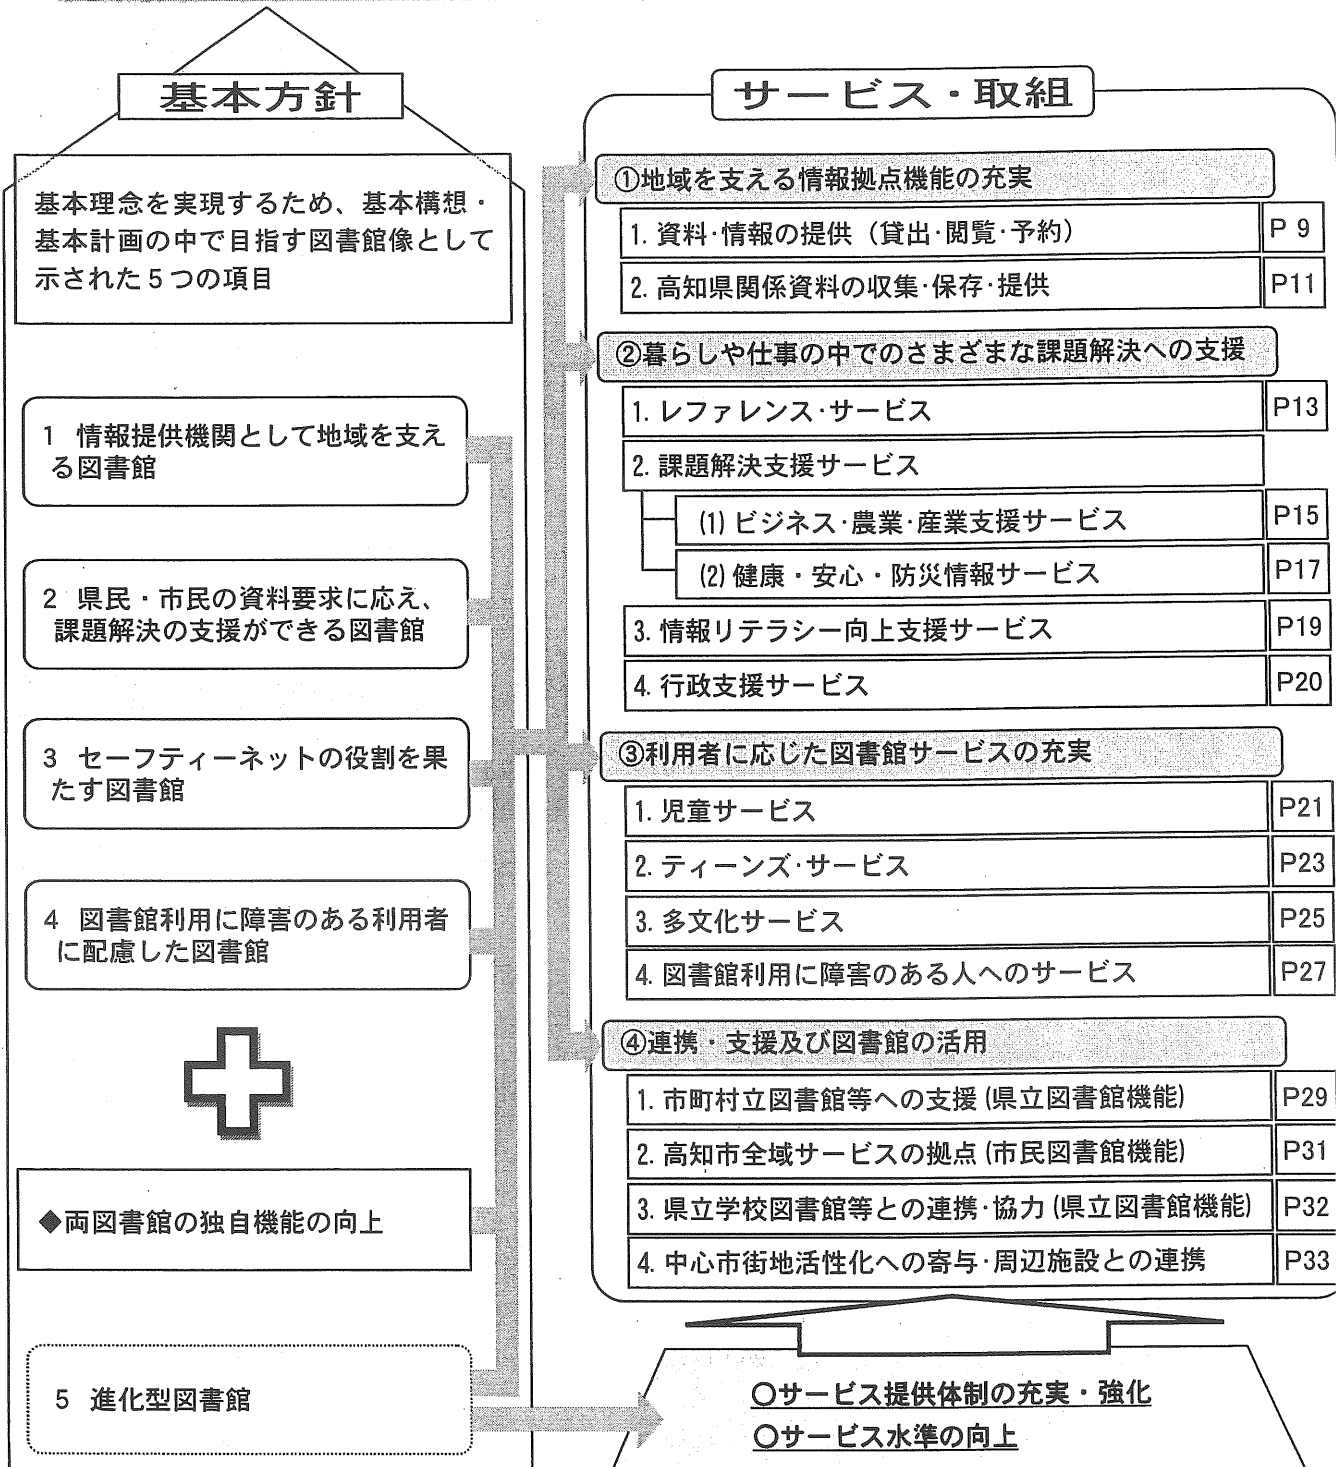 基本方針
基本理念を実現するため、基本構想・
基本計画の中で目指す図書館像として
示された5つの項目
1 情報提供機関として地域を支え
る図書館
2 県民・市民の資料要求に応え、
課題解決の支援ができる図書館
3 セーフティーネットの役割を果
たす図書館
4 図書館利用に障害のある利用者
に配慮した図書館
◆両図書館の独自機能の向上
5 進化型図書館
サービス・取組
①地域を支える情報拠点機能の充実
1. 資料・情報の提供（貸出・閲覧・予約） P 9
2. 高知県関係資料の収集・保存・提供 P11
②暮らしや仕事の中でのさまざまな課題解決への支援
1. レファレンス・サービス P13
2. 課題解決支援サービス
(1) ビジネス・農業・産業支援サービス P15
(2) 健康・安心・防災情報サービス P17
3. 情報リテラシー向上支援サービス P19
4. 行政支援サービス P20
③利用者に応じた図書館サービスの充実
1. 児童サービス P21
2. ティーンズ・サービス P23
3. 多文化サービス P25
4. 図書館利用に障害のある人へのサービス P27
④連携・支援及び図書館の活用
1. 市町村立図書館等への支援（県立図書館機能） P29
2. 高知市全域サービスの拠点（市民図書館機能） P31
3. 県立学校図書館等との連携・協力（県立図書館機能） P32
4. 中心市街地活性化への寄与・周辺施設との連携 P33
○サービス提供体制の充実・強化
○サービス水準の向上